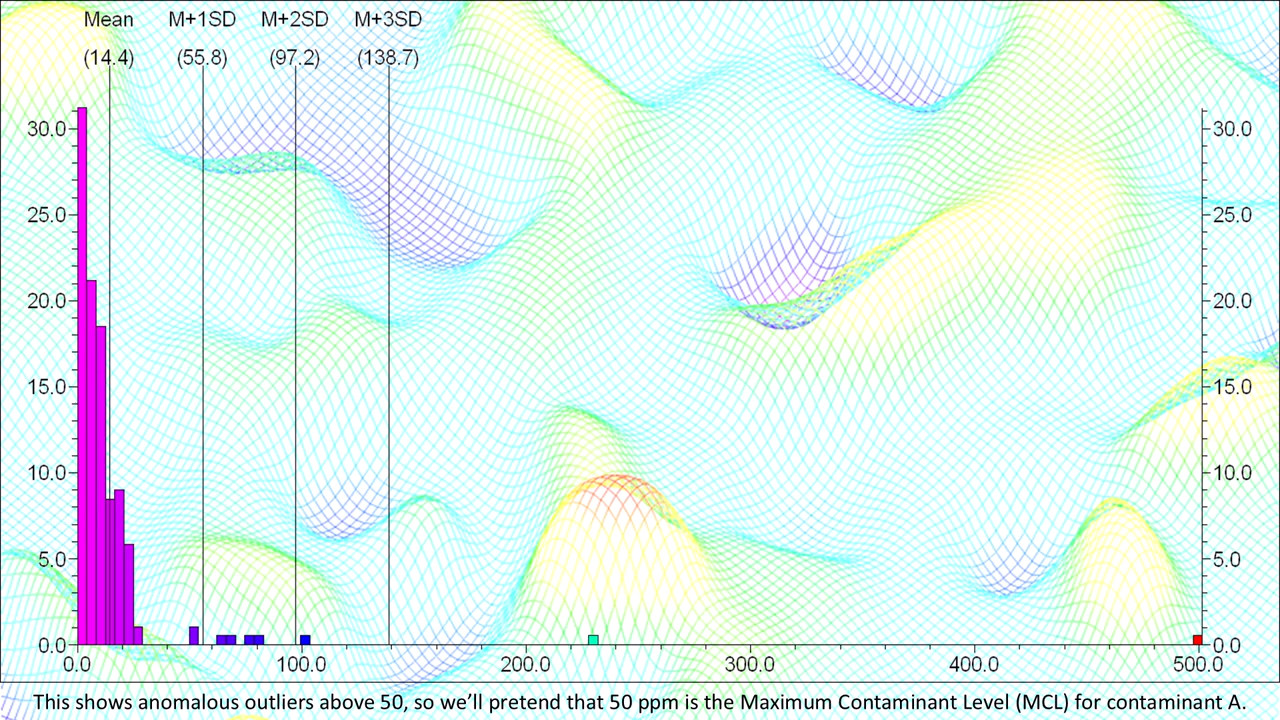 Mean M+1SD M+2SD M+3SD
(14.4) (55.8) (97.2) (138.7)
30.0 30.0
25.0 25.0
20.0 20.0
15.0 15.0
10.0 10.0
5.0 5.0
0.0 0.0
0.0 100.0 200.0 300.0 400.0 500.0
This shows anomalous outliers above 50, so we’ll pretend that 50 ppm is the Maximum Contaminant Level (MCL) for contaminant A.